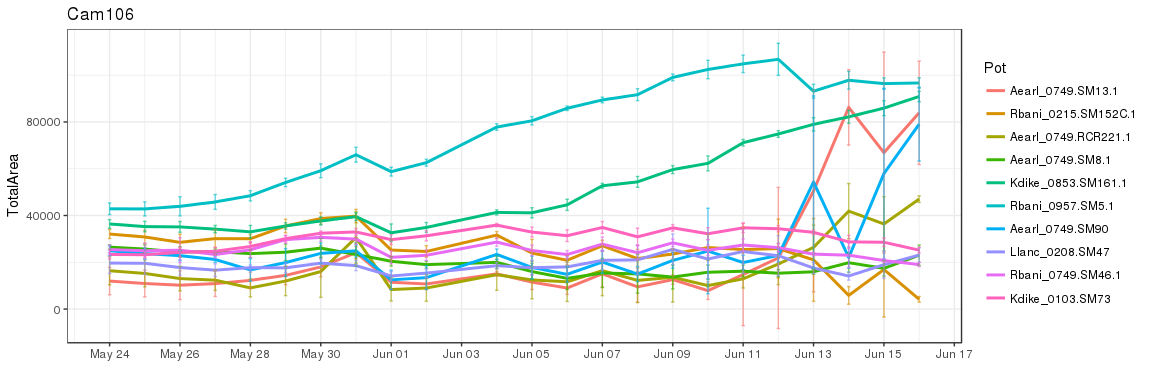 Cam106
TotalArea
80000
40000
0
May 24 May 26 May 28 May 30 Jun 01 Jun 03 Jun 05 Jun 07 Jun 09 Jun 11 Jun 13 Jun 15 Jun 17
Pot
Aearl_0749.SM13.1
Rbani_0215.SM152C.1
Aearl_0749.RCR221.1
Aearl_0749.SM8.1
Kdike_0853.SM161.1
Rbani_0957.SM5.1
Aearl_0749.SM90
Llanc_0208.SM47
Rbani_0749.SM46.1
Kdike_0103.SM73